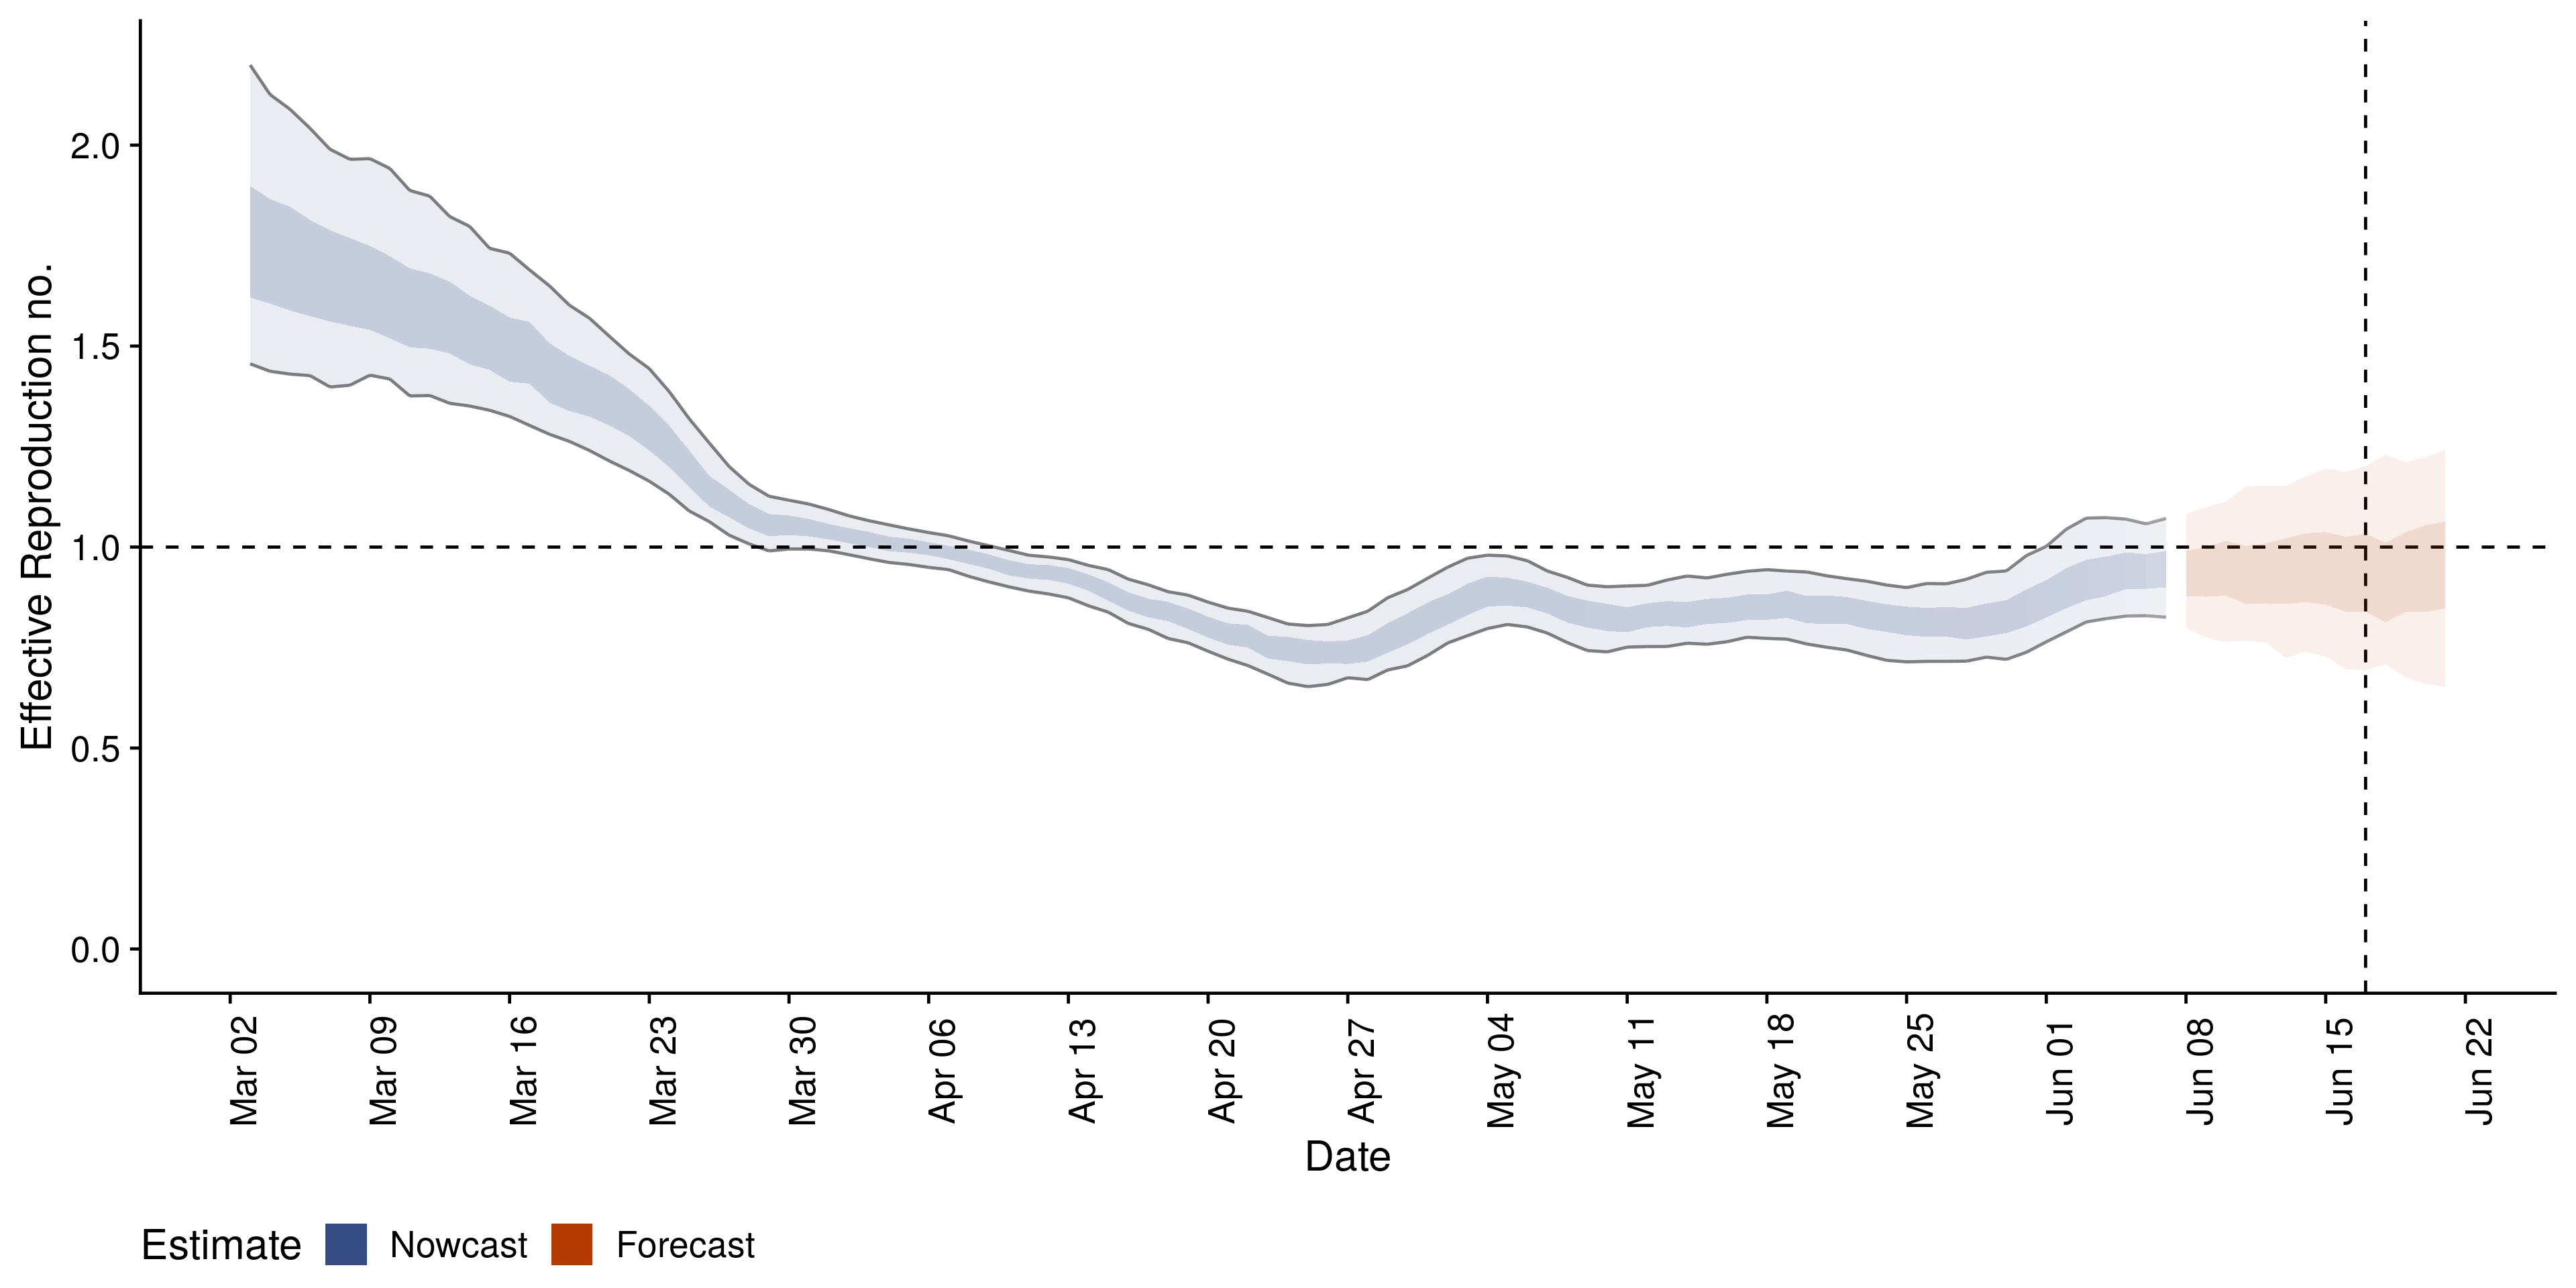 Effective Reproduction no.
2.0
1.5
1.0
0.5
0.0
Mar 02
Mar 09
Mar 16
Mar 23
Mar 30
Apr 06
Apr 13
Apr 20
Apr 27
May 04
May 11
May 18
May 25
Jun 01
Jun 08
Jun 15
Jun 22
Date
Estimate Nowcast Forecast